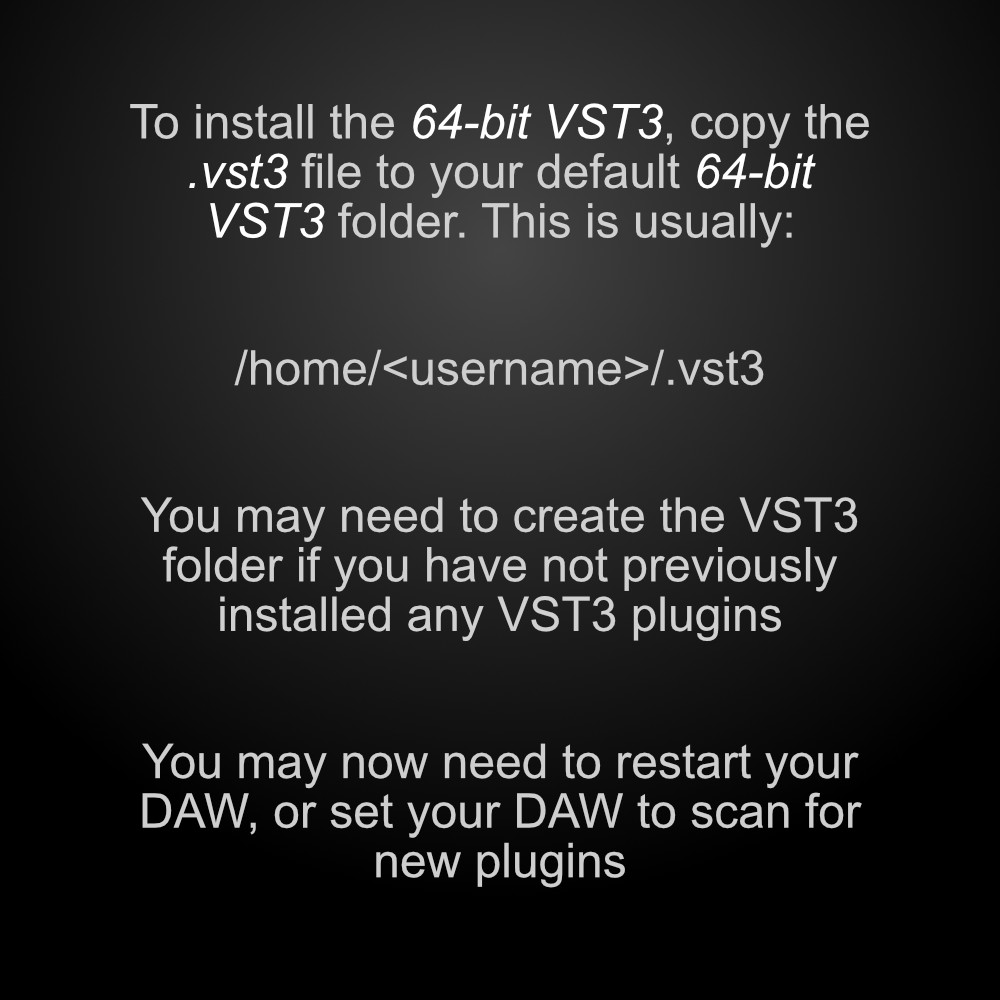 To install the 64-bit VST3, copy the
.vst3 file to your default 64-bit
VST3 folder. This is usually:
/home/<username>/.vst3
You may need to create the VST3
folder if you have not previously
installed any VST3 plugins
You may now need to restart your
DAW, or set your DAW to scan for
new plugins